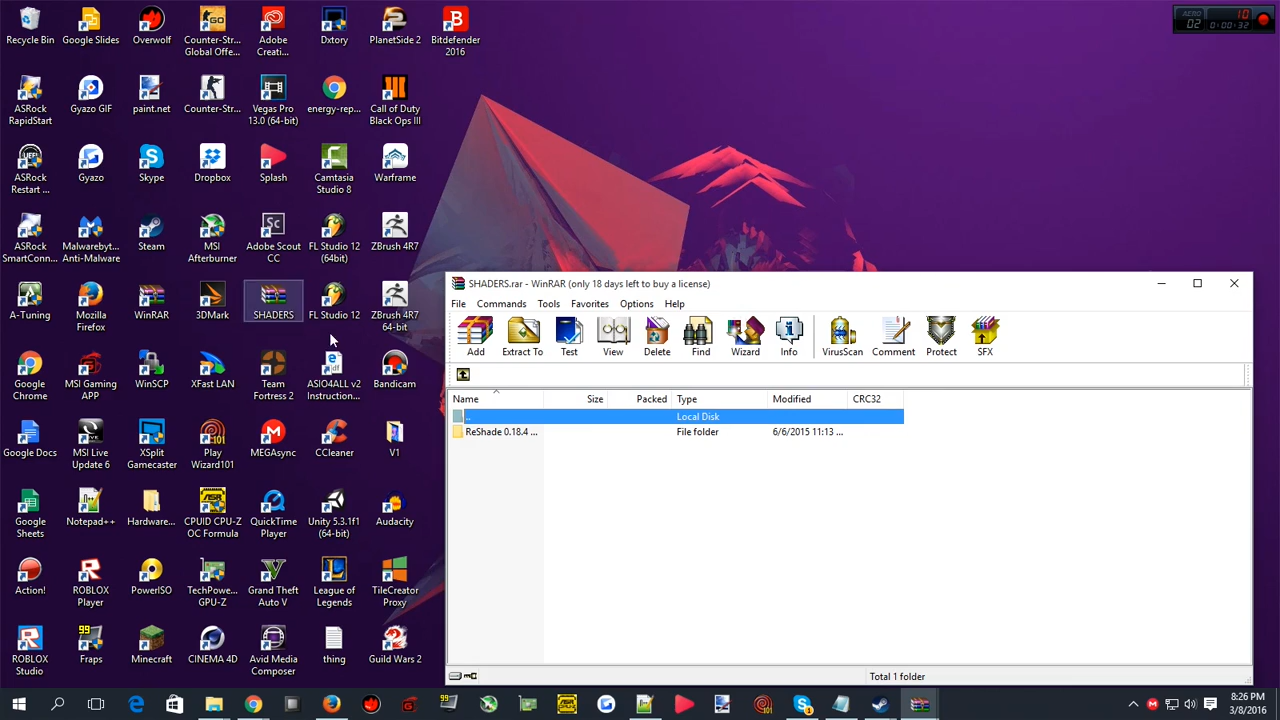 Recycle Bin
Google Slides
Overwolf
Counter-Str...
Global Offe...
Adobe
Creati...
Dxtory
PlanetSide 2
Bitdefender
2016
ASRock
RapidStart
Gyazo GIF
paint.net
Counter-Str...
Vegas Pro
13.0 (64-bit)
energy-rep...
Call of Duty
Black Ops III
ASRock
Restart ...
Gyazo
Skype
Dropbox
Splash
Camtasia
Studio 8
Warframe
ASRock
SmartConn...
Malwarebyt...
Anti-Malware
Steam
MSI
Afterburner
Adobe Scout
CC
FL Studio 12
(64bit)
ZBrush 4R7
A-Tuning
Mozilla
Firefox
WinRAR
3DMark
SHADERS
FL Studio 12
ZBrush 4R7
64-bit
Google
Chrome
MSI Gaming
APP
WinSCP
XFast LAN
Team
Fortress 2
ASIO4ALL v2
Instruction...
Bandicam
Google Docs
MSI Live
Update 6
XSplit
Gamecaster
Play
Wizard101
MEGAsync
CCleaner
V1
Google
Sheets
Notepad++
Hardware...
CPUID CPU-Z
OC Formula
QuickTime
Player
Unity 5.3.1f1
(64-bit)
Audacity
Action!
ROBLOX
Player
PowerISO
TechPowe...
GPU-Z
Grand Theft
Auto V
League of
Legends
TileCreator
Proxy
ROBLOX
Studio
Fraps
Minecraft
CINEMA 4D
Avid Media
Composer
thing
Guild Wars 2
AERO
02
10
0:00:32
SHADERS.rar - WinRAR (only 18 days left to buy a license)
File Commands Tools Favorites Options Help
Add Extract To Test View Delete Find Wizard Info VirusScan Comment Protect SFX
Name Size Packed Type Modified CRC32
.. Local Disk
ReShade 0.18.4 ... File folder 6/6/2015 11:13 ...
Total 1 folder
8:26 PM
3/8/2016